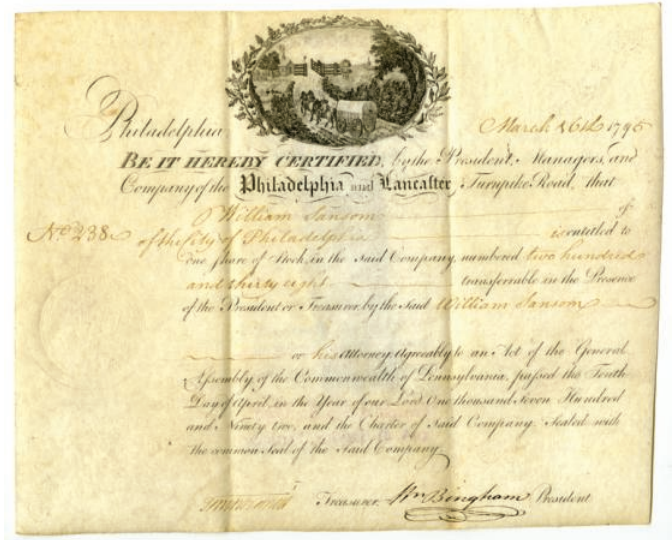 Philadelphia March 16th 1795
BE IT HEREBY CERTIFIED, by the President, Managers, and
Company of the Philadelphia and Lancaster Turnpike Road, that
William Sansom of
No. 238 of the City of Philadelphia is entitled to
one share of Stock, in the said Company, numbered two hundred
and thirty eight transferrable in the Presence
of the President or Treasurer, by the said William Sansom
or his Attorney, Agreeably to an Act of the General
Assembly, of the Commonwealth of Pennsylvania, passed the Ninth
Day of April, in the Year of our Lord One thousand Seven Hundred
and Ninety two, and the Charter of Said Company. Sealed with
the common Seal of the Said Company.
Treasurer. Wm Bingham President